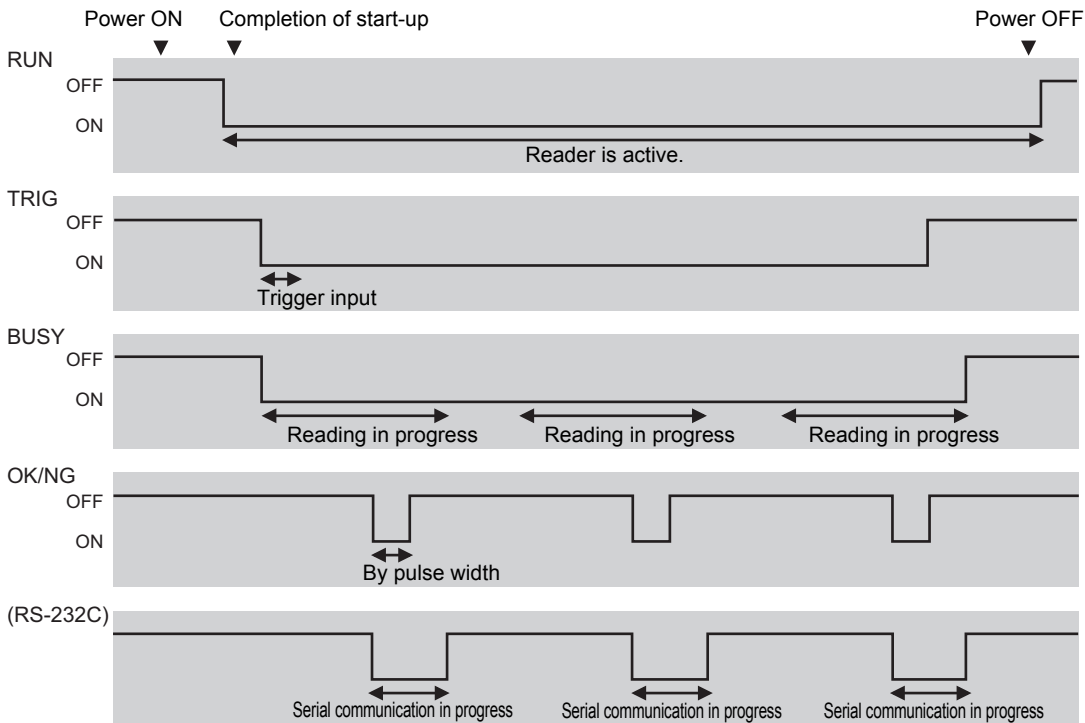 Power ON Completion of start-up Power OFF
RUN
OFF
ON
Reader is active.
TRIG
OFF
ON
Trigger input
BUSY
OFF
ON
Reading in progress Reading in progress Reading in progress
OK/NG
OFF
ON
By pulse width
(RS-232C)
Serial communication in progress Serial communication in progress Serial communication in progress